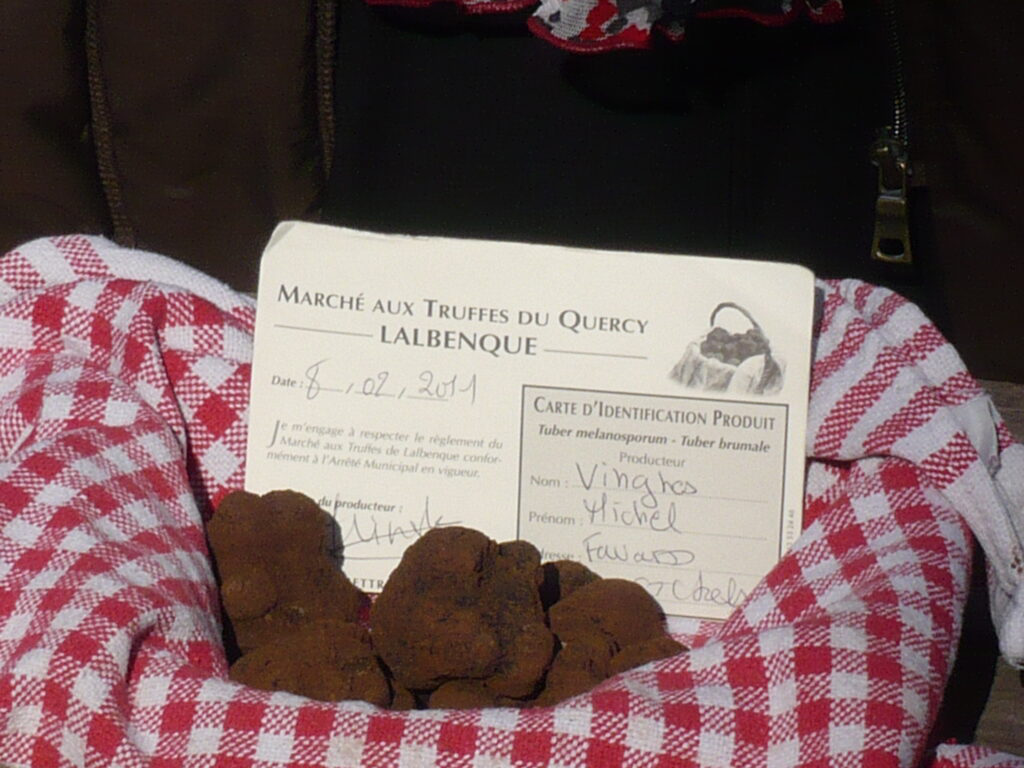 MARCHÉ AUX TRUFFES DU QUERCY
LALBENQUE
Date : 8, 02, 2011
Je m'engage à respecter le règlement du
Marché aux Truffes de Lalbenque confor-
mément à l'Arrêté Municipal en vigueur.
du producteur :
ETTR
CARTE D'IDENTIFICATION PRODUIT
Tuber melanosporum - Tuber brumale
Producteur
Nom : Vinghes
Prénom : Michel